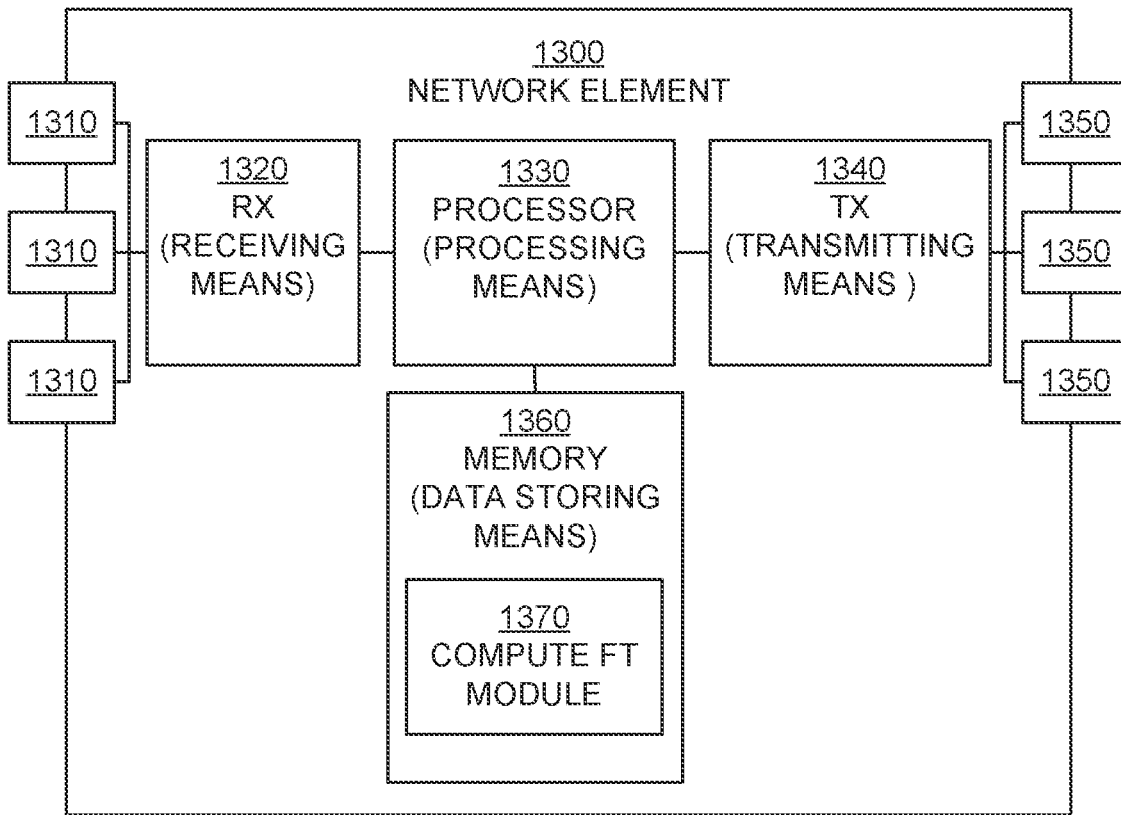 1300
NETWORK ELEMENT
1310
1310
1310
1320
RX
(RECEIVING
MEANS)
1330
PROCESSOR
(PROCESSING
MEANS)
1340
TX
(TRANSMITTING
MEANS )
1350
1350
1350
1360
MEMORY
(DATA STORING
MEANS)
1370
COMPUTE FT
MODULE